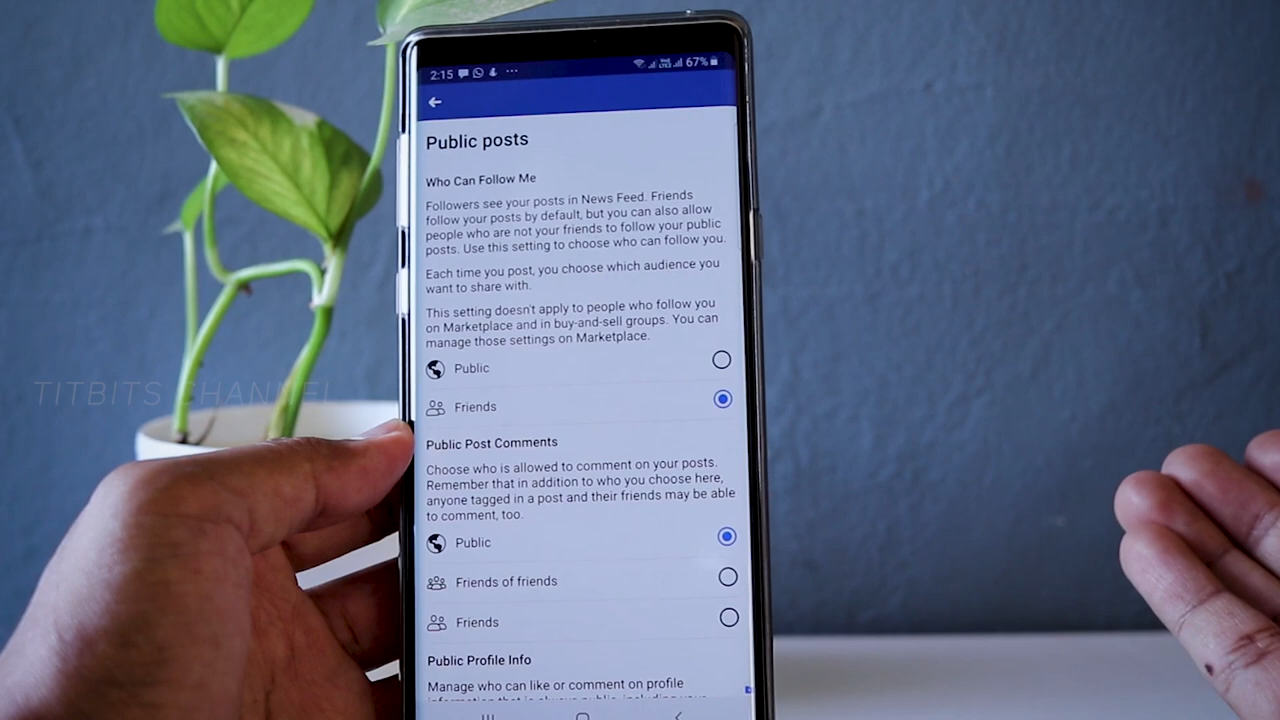 2:15 ... 67%
Public posts
Who Can Follow Me
Followers see your posts in News Feed. Friends
follow your posts by default, but you can also allow
people who are not your friends to follow your public
posts. Use this setting to choose who can follow you.
Each time you post, you choose which audience you
want to share with.
This setting doesn't apply to people who follow you
on Marketplace and in buy-and-sell groups. You can
manage those settings on Marketplace.
Public
Friends
TITBITS CHANNEL
Public Post Comments
Choose who is allowed to comment on your posts.
Remember that in addition to who you choose here,
anyone tagged in a post and their friends may be able
to comment, too.
Public
Friends of friends
Friends
Public Profile Info
Manage who can like or comment on profile
information that is always public, including your